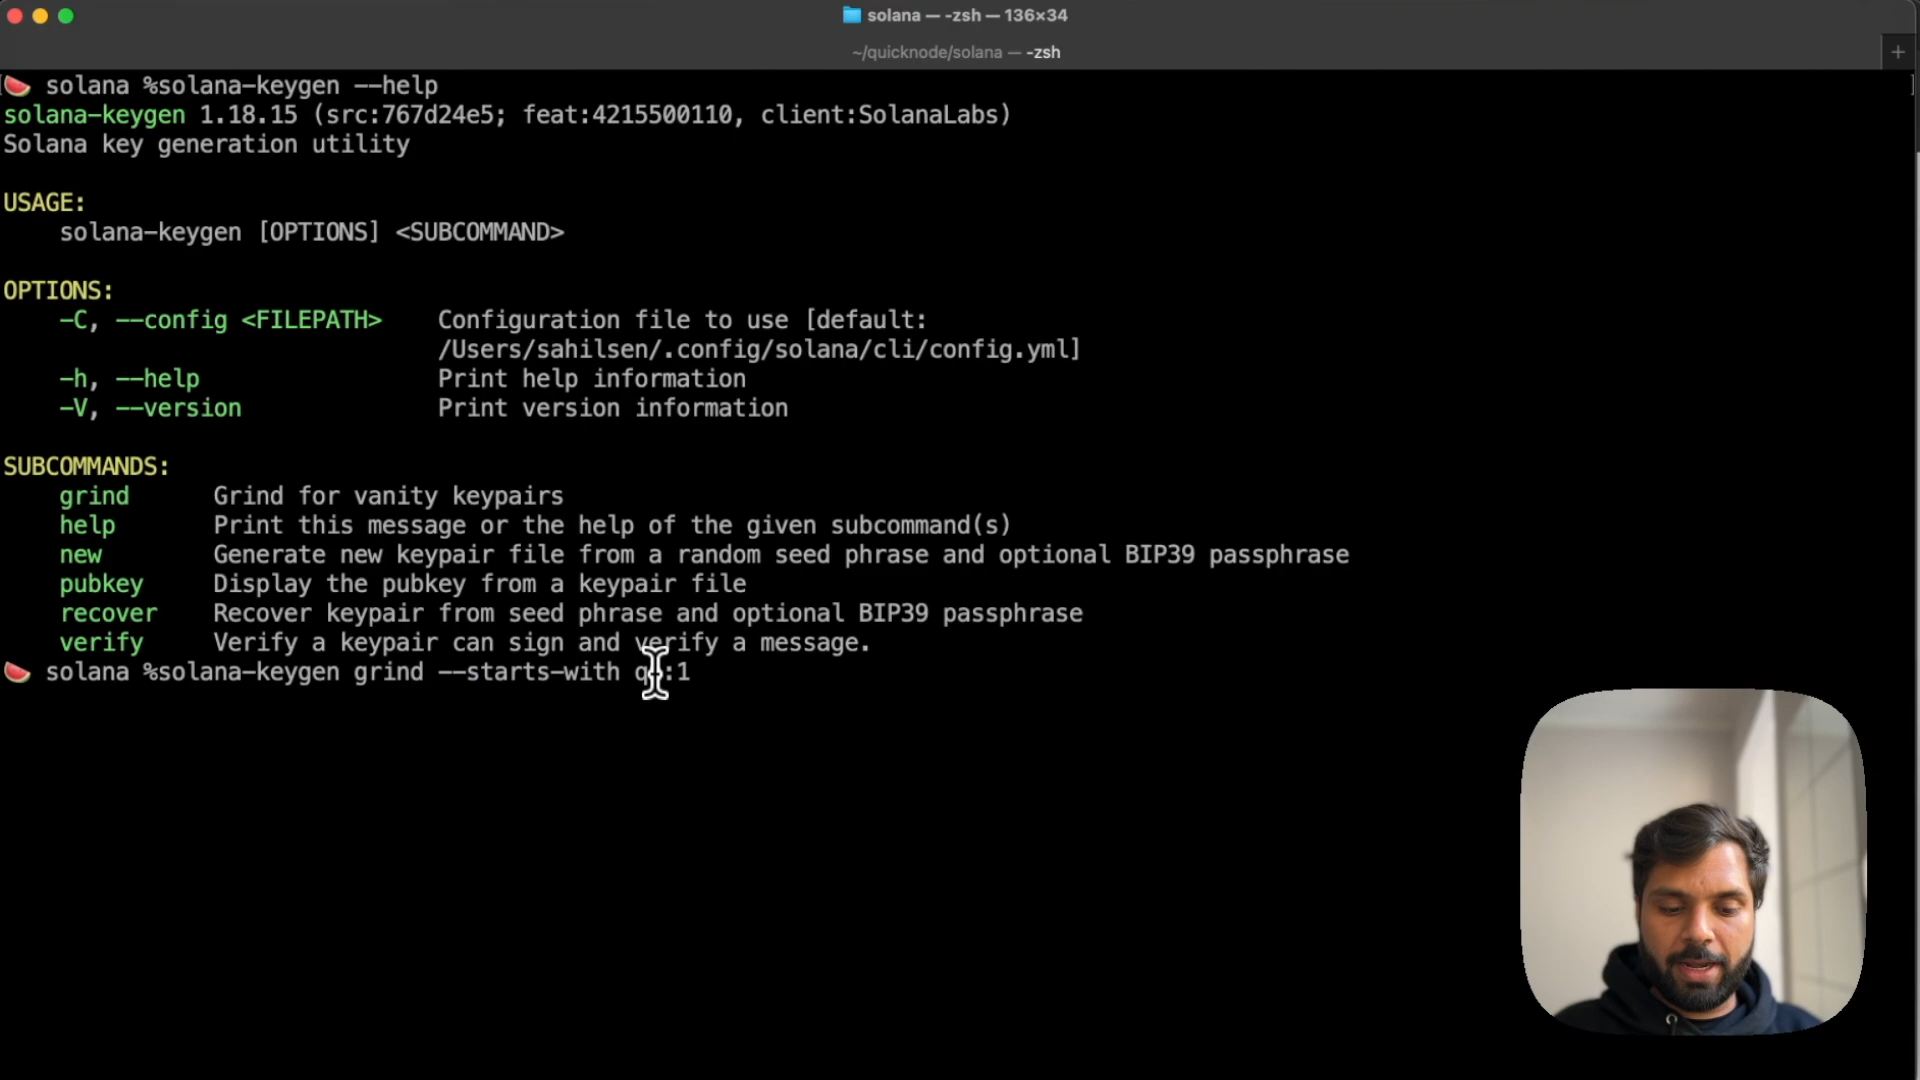 solana — -zsh — 136×34
~/quicknode/solana — -zsh
solana %solana-keygen --help
solana-keygen 1.18.15 (src:767d24e5; feat:4215500110, client:SolanaLabs)
Solana key generation utility
USAGE:
solana-keygen [OPTIONS] <SUBCOMMAND>
OPTIONS:
-C, --config <FILEPATH> Configuration file to use [default:
/Users/sahilsen/.config/solana/cli/config.yml]
-h, --help Print help information
-V, --version Print version information
SUBCOMMANDS:
grind Grind for vanity keypairs
help Print this message or the help of the given subcommand(s)
new Generate new keypair file from a random seed phrase and optional BIP39 passphrase
pubkey Display the pubkey from a keypair file
recover Recover keypair from seed phrase and optional BIP39 passphrase
verify Verify a keypair can sign and verify a message.
solana %solana-keygen grind --starts-with